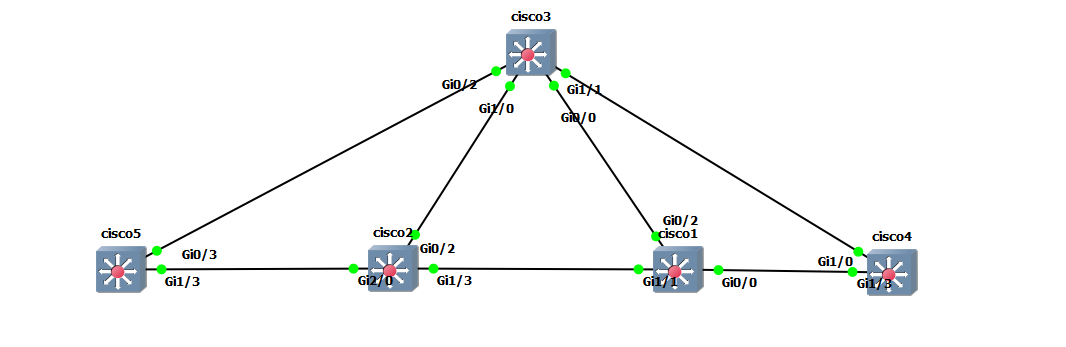 cisco3
Gi0/2
Gi1/1
Gi1/0
Gi0/0
Gi0/2
cisco5
cisco2
cisco1
cisco4
Gi0/3
Gi0/2
Gi1/0
Gi1/3
Gi2/0
Gi1/3
Gi1/1
Gi0/0
Gi1/3